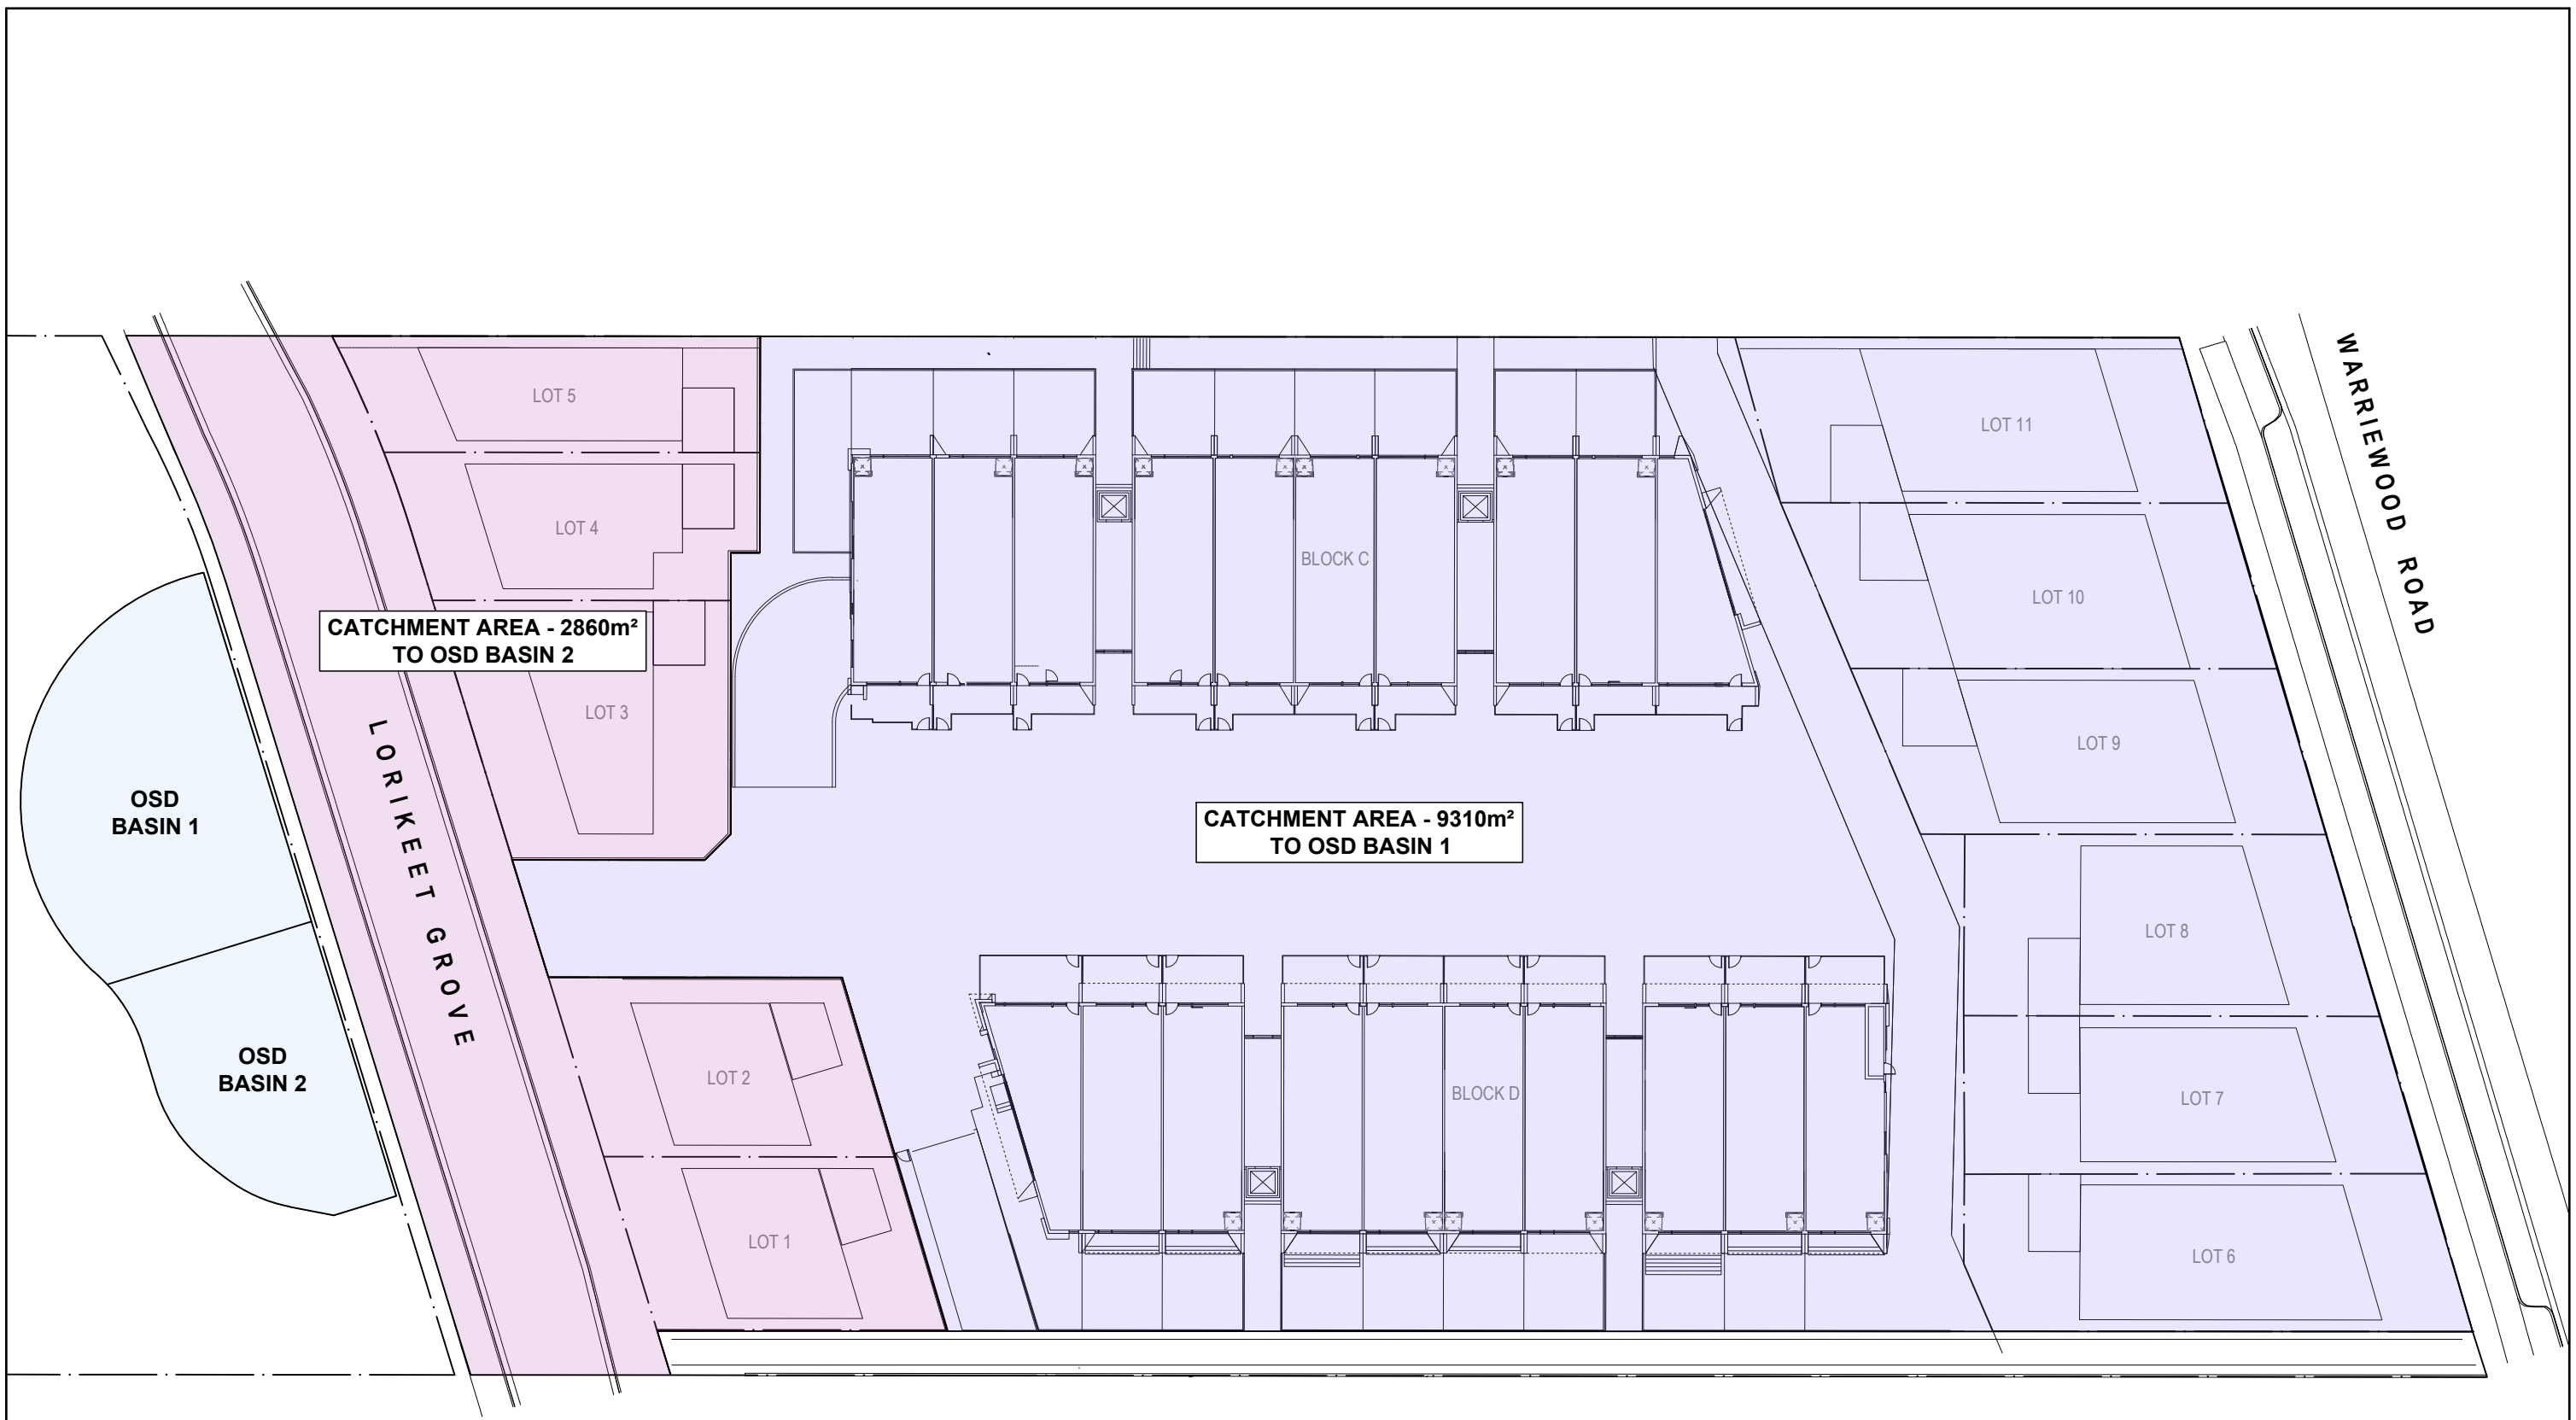 WARRIEWOOD ROAD
LOT 5
LOT 11
LOT 4
BLOCK C
LOT 10
CATCHMENT AREA - 2860m²
TO OSD BASIN 2
LOT 3
LOT 9
LORIKEET GROVE
OSD
BASIN 1
CATCHMENT AREA - 9310m²
TO OSD BASIN 1
LOT 8
OSD
BASIN 2
LOT 2
BLOCK D
LOT 7
LOT 1
LOT 6